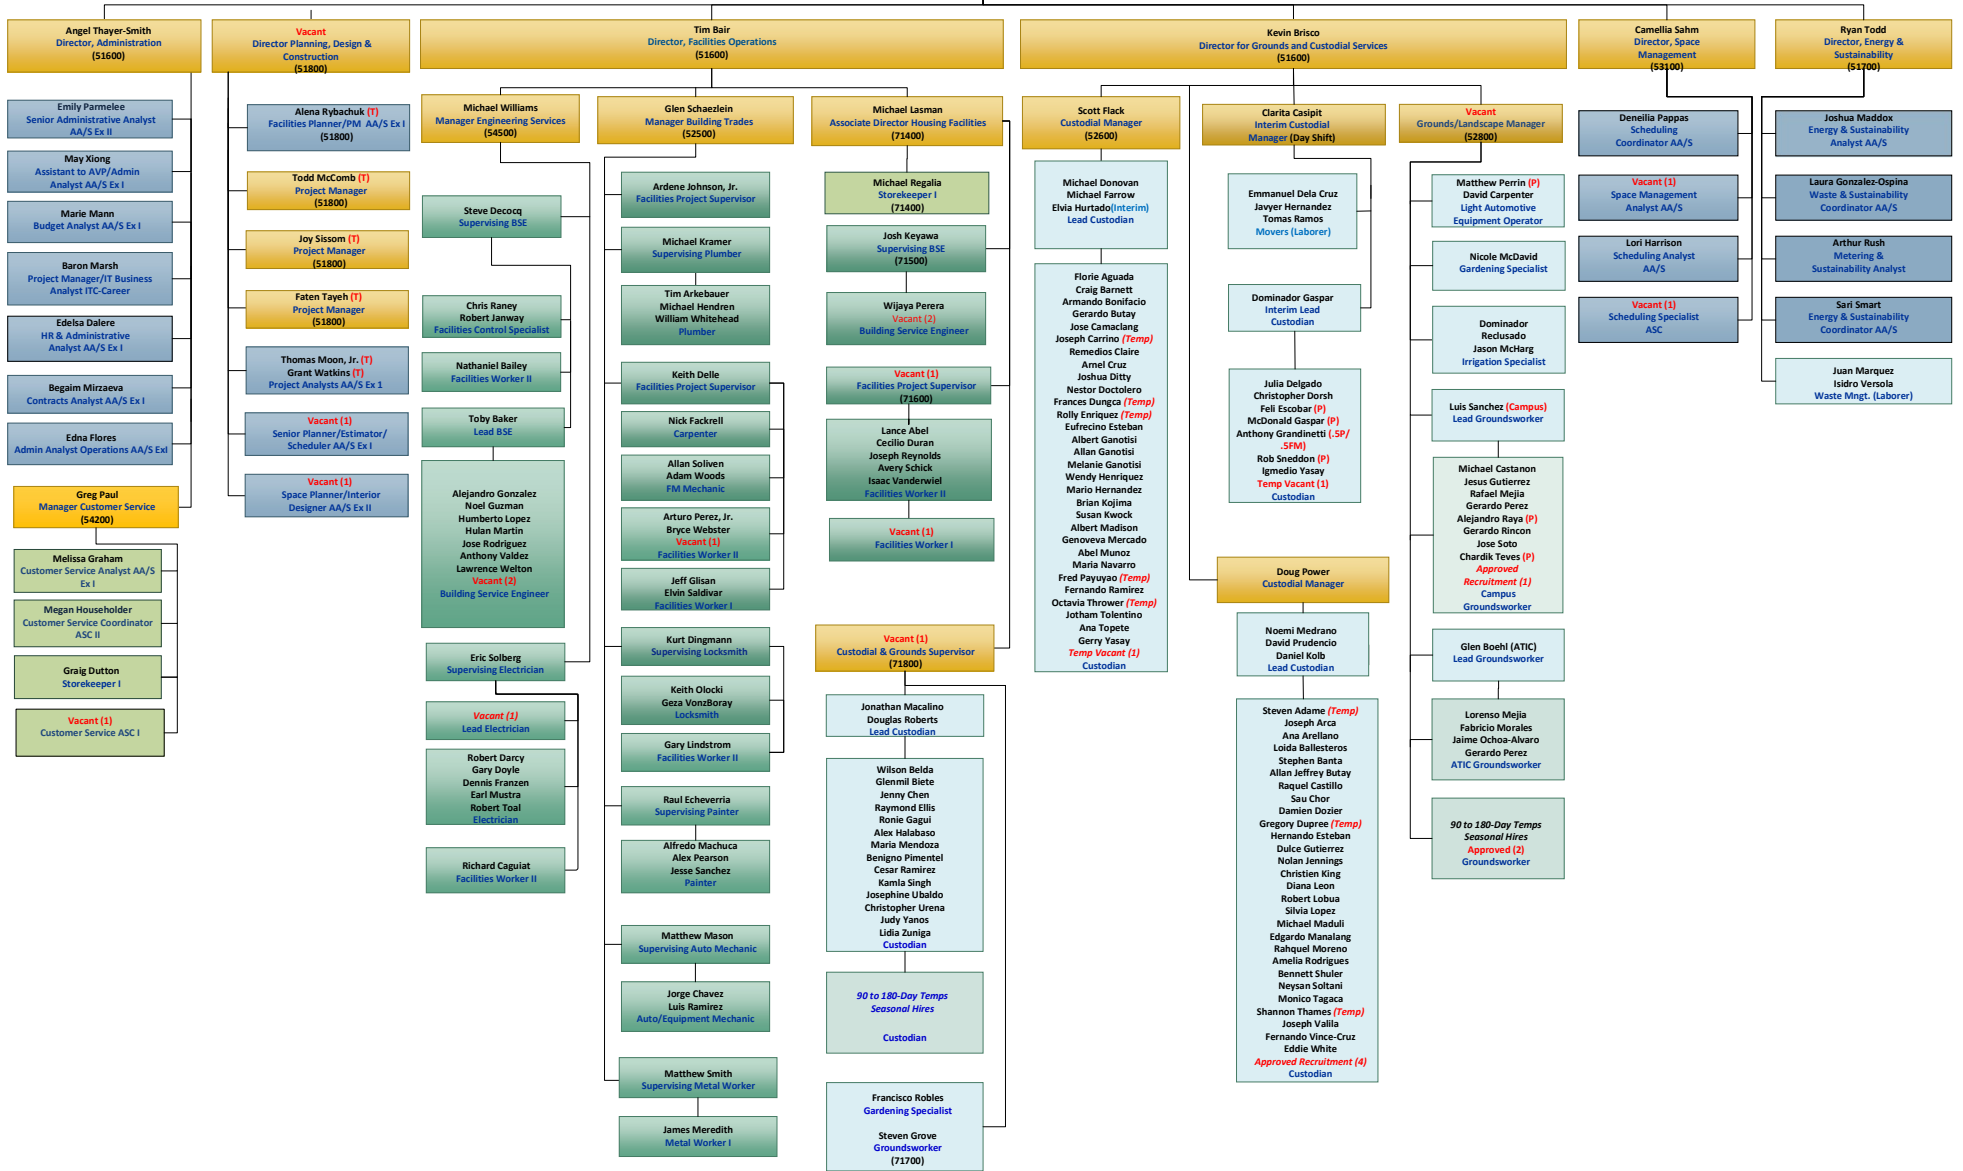 Angel Thayer-Smith
Director, Administration
(51600)
Emily Parmelee
Senior Administrative Analyst
AA/S Ex II
May Xiong
Assistant to AVP/Admin
Analyst AA/S Ex I
Marie Mann
Budget Analyst AA/S Ex I
Baron Marsh
Project Manager/IT Business
Analyst ITC-Career
Edelsa Dalere
HR & Administrative
Analyst AA/S Ex I
Begaim Mirzaeva
Contracts Analyst AA/S Ex I
Edna Flores
Admin Analyst Operations AA/S ExI
Greg Paul
Manager Customer Service
(54200)
Melissa Graham
Customer Service Analyst AA/S
Ex I
Megan Householder
Customer Service Coordinator
ASC II
Graig Dutton
Storekeeper I
Vacant (1)
Customer Service ASC I
Vacant
Director Planning, Design &
Construction
(51800)
Alena Rybachuk (T)
Facilities Planner/PM AA/S Ex I
(51800)
Todd McComb (T)
Project Manager
(51800)
Joy Sissom (T)
Project Manager
(51800)
Faten Tayeh (T)
Project Manager
(51800)
Thomas Moon, Jr. (T)
Grant Watkins (T)
Project Analysts AA/S Ex 1
Vacant (1)
Senior Planner/Estimator/
Scheduler AA/S Ex I
Vacant (1)
Space Planner/Interior
Designer AA/S Ex II
Tim Bair
Director, Facilities Operations
(51600)
Michael Williams
Manager Engineering Services
(54500)
Steve Decocq
Supervising BSE
Chris Raney
Robert Janway
Facilities Control Specialist
Nathaniel Bailey
Facilities Worker II
Toby Baker
Lead BSE
Alejandro Gonzalez
Noel Guzman
Humberto Lopez
Hulan Martin
Jose Rodriguez
Anthony Valdez
Lawrence Welton
Vacant (2)
Building Service Engineer
Eric Solberg
Supervising Electrician
Vacant (1)
Lead Electrician
Robert Darcy
Gary Doyle
Dennis Franzen
Earl Mustra
Robert Toal
Electrician
Richard Caguiat
Facilities Worker II
Glen Schaezlein
Manager Building Trades
(52500)
Ardene Johnson, Jr.
Facilities Project Supervisor
Michael Kramer
Supervising Plumber
Tim Arkebauer
Michael Hendren
William Whitehead
Plumber
Keith Delle
Facilities Project Supervisor
Nick Fackrell
Carpenter
Allan Soliven
Adam Woods
FM Mechanic
Arturo Perez, Jr.
Bryce Webster
Vacant (1)
Facilities Worker II
Jeff Glisan
Elvin Saldivar
Facilities Worker I
Kurt Dingmann
Supervising Locksmith
Keith Olocki
Geza VonzBoray
Locksmith
Gary Lindstrom
Facilities Worker II
Raul Echeverria
Supervising Painter
Alfredo Machuca
Alex Pearson
Jesse Sanchez
Painter
Matthew Mason
Supervising Auto Mechanic
Jorge Chavez
Luis Ramirez
Auto/Equipment Mechanic
Matthew Smith
Supervising Metal Worker
James Meredith
Metal Worker I
Michael Lasman
Associate Director Housing Facilities
(71400)
Michael Regalia
Storekeeper I
(71400)
Josh Keyawa
Supervising BSE
(71500)
Wijaya Perera
Vacant (2)
Building Service Engineer
Vacant (1)
Facilities Project Supervisor
(71600)
Lance Abel
Cecilio Duran
Joseph Reynolds
Avery Schick
Isaac Vanderwiel
Facilities Worker II
Vacant (1)
Facilities Worker I
Vacant (1)
Custodial & Grounds Supervisor
(71800)
Jonathan Macalino
Douglas Roberts
Lead Custodian
Wilson Belda
Glenmil Biete
Jenny Chen
Raymond Ellis
Ronie Gagui
Alex Halabaso
Maria Mendoza
Benigno Pimentel
Cesar Ramirez
Kamla Singh
Josephine Ubaldo
Christopher Urena
Judy Yanos
Lidia Zuniga
Custodian
90 to 180-Day Temps
Seasonal Hires
Custodian
Francisco Robles
Gardening Specialist
Steven Grove
Groundsworker
(71700)
Kevin Brisco
Director for Grounds and Custodial Services
(51600)
Scott Flack
Custodial Manager
(52600)
Michael Donovan
Michael Farrow
Elvia Hurtado(Interim)
Lead Custodian
Florie Aguada
Craig Barnett
Armando Bonifacio
Gerardo Butay
Jose Camaclang
Joseph Carrino (Temp)
Remedios Claire
Arnel Cruz
Joshua Ditty
Nestor Doctolero
Frances Dungca (Temp)
Rolly Enriquez (Temp)
Eufrecino Esteban
Albert Ganotisi
Allan Ganotisi
Melanie Ganotisi
Wendy Henriquez
Mario Hernandez
Brian Kojima
Susan Kwock
Albert Madison
Genoveva Mercado
Abel Munoz
Maria Navarro
Fred Payuyao (Temp)
Fernando Ramirez
Octavia Thrower (Temp)
Jotham Tolentino
Ana Topete
Gerry Yasay
Temp Vacant (1)
Custodian
Clarita Casipit
Interim Custodial
Manager (Day Shift)
Emmanuel Dela Cruz
Javyer Hernandez
Tomas Ramos
Movers (Laborer)
Dominador Gaspar
Interim Lead
Custodian
Julia Delgado
Christopher Dorsh
Feli Escobar (P)
McDonald Gaspar (P)
Anthony Grandinetti (.5P/
.5FM)
Rob Sneddon (P)
Igmedio Yasay
Temp Vacant (1)
Custodian
Doug Power
Custodial Manager
Noemi Medrano
David Prudencio
Daniel Kolb
Lead Custodian
Steven Adame (Temp)
Joseph Arca
Ana Arellano
Loida Ballesteros
Stephen Banta
Allan Jeffrey Butay
Raquel Castillo
Sau Chor
Damien Dozier
Gregory Dupree (Temp)
Hernando Esteban
Dulce Gutierrez
Nolan Jennings
Christien King
Diana Leon
Robert Lobua
Silvia Lopez
Michael Maduli
Edgardo Manalang
Rahquel Moreno
Amelia Rodrigues
Bennett Shuler
Neysan Soltani
Monico Tagaca
Shannon Thames (Temp)
Joseph Valila
Fernando Vince-Cruz
Eddie White
Approved Recruitment (4)
Custodian
Vacant
Grounds/Landscape Manager
(52800)
Matthew Perrin (P)
David Carpenter
Light Automotive
Equipment Operator
Nicole McDavid
Gardening Specialist
Dominador
Reclusado
Jason McHarg
Irrigation Specialist
Luis Sanchez (Campus)
Lead Groundsworker
Michael Castanon
Jesus Gutierrez
Rafael Mejia
Gerardo Perez
Alejandro Raya (P)
Gerardo Rincon
Jose Soto
Chardik Teves (P)
Approved
Recruitment (1)
Campus
Groundsworker
Glen Boehl (ATIC)
Lead Groundsworker
Lorenso Mejia
Fabricio Morales
Jaime Ochoa-Alvaro
Gerardo Perez
ATIC Groundsworker
90 to 180-Day Temps
Seasonal Hires
Approved (2)
Groundsworker
Camellia Sahm
Director, Space
Management
(53100)
Deneilia Pappas
Scheduling
Coordinator AA/S
Vacant (1)
Space Management
Analyst AA/S
Lori Harrison
Scheduling Analyst
AA/S
Vacant (1)
Scheduling Specialist
ASC
Ryan Todd
Director, Energy &
Sustainability
(51700)
Joshua Maddox
Energy & Sustainability
Analyst AA/S
Laura Gonzalez-Ospina
Waste & Sustainability
Coordinator AA/S
Arthur Rush
Metering &
Sustainability Analyst
Sari Smart
Energy & Sustainability
Coordinator AA/S
Juan Marquez
Isidro Versola
Waste Mngt. (Laborer)